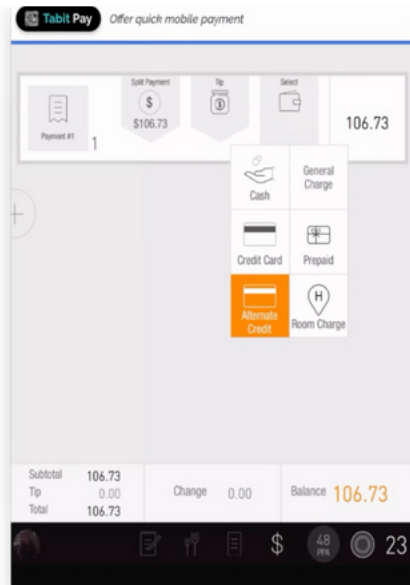 Tabit Pay Offer quick mobile payment
Split Payment Tip Select
$
$106.73
Payment #1 1
106.73
Cash General Charge
Credit Card Prepaid
H
Alternate Credit Room Charge
Subtotal 106.73
Tip 0.00
Total 106.73
Change 0.00
Balance 106.73
$ 48 PPA 23